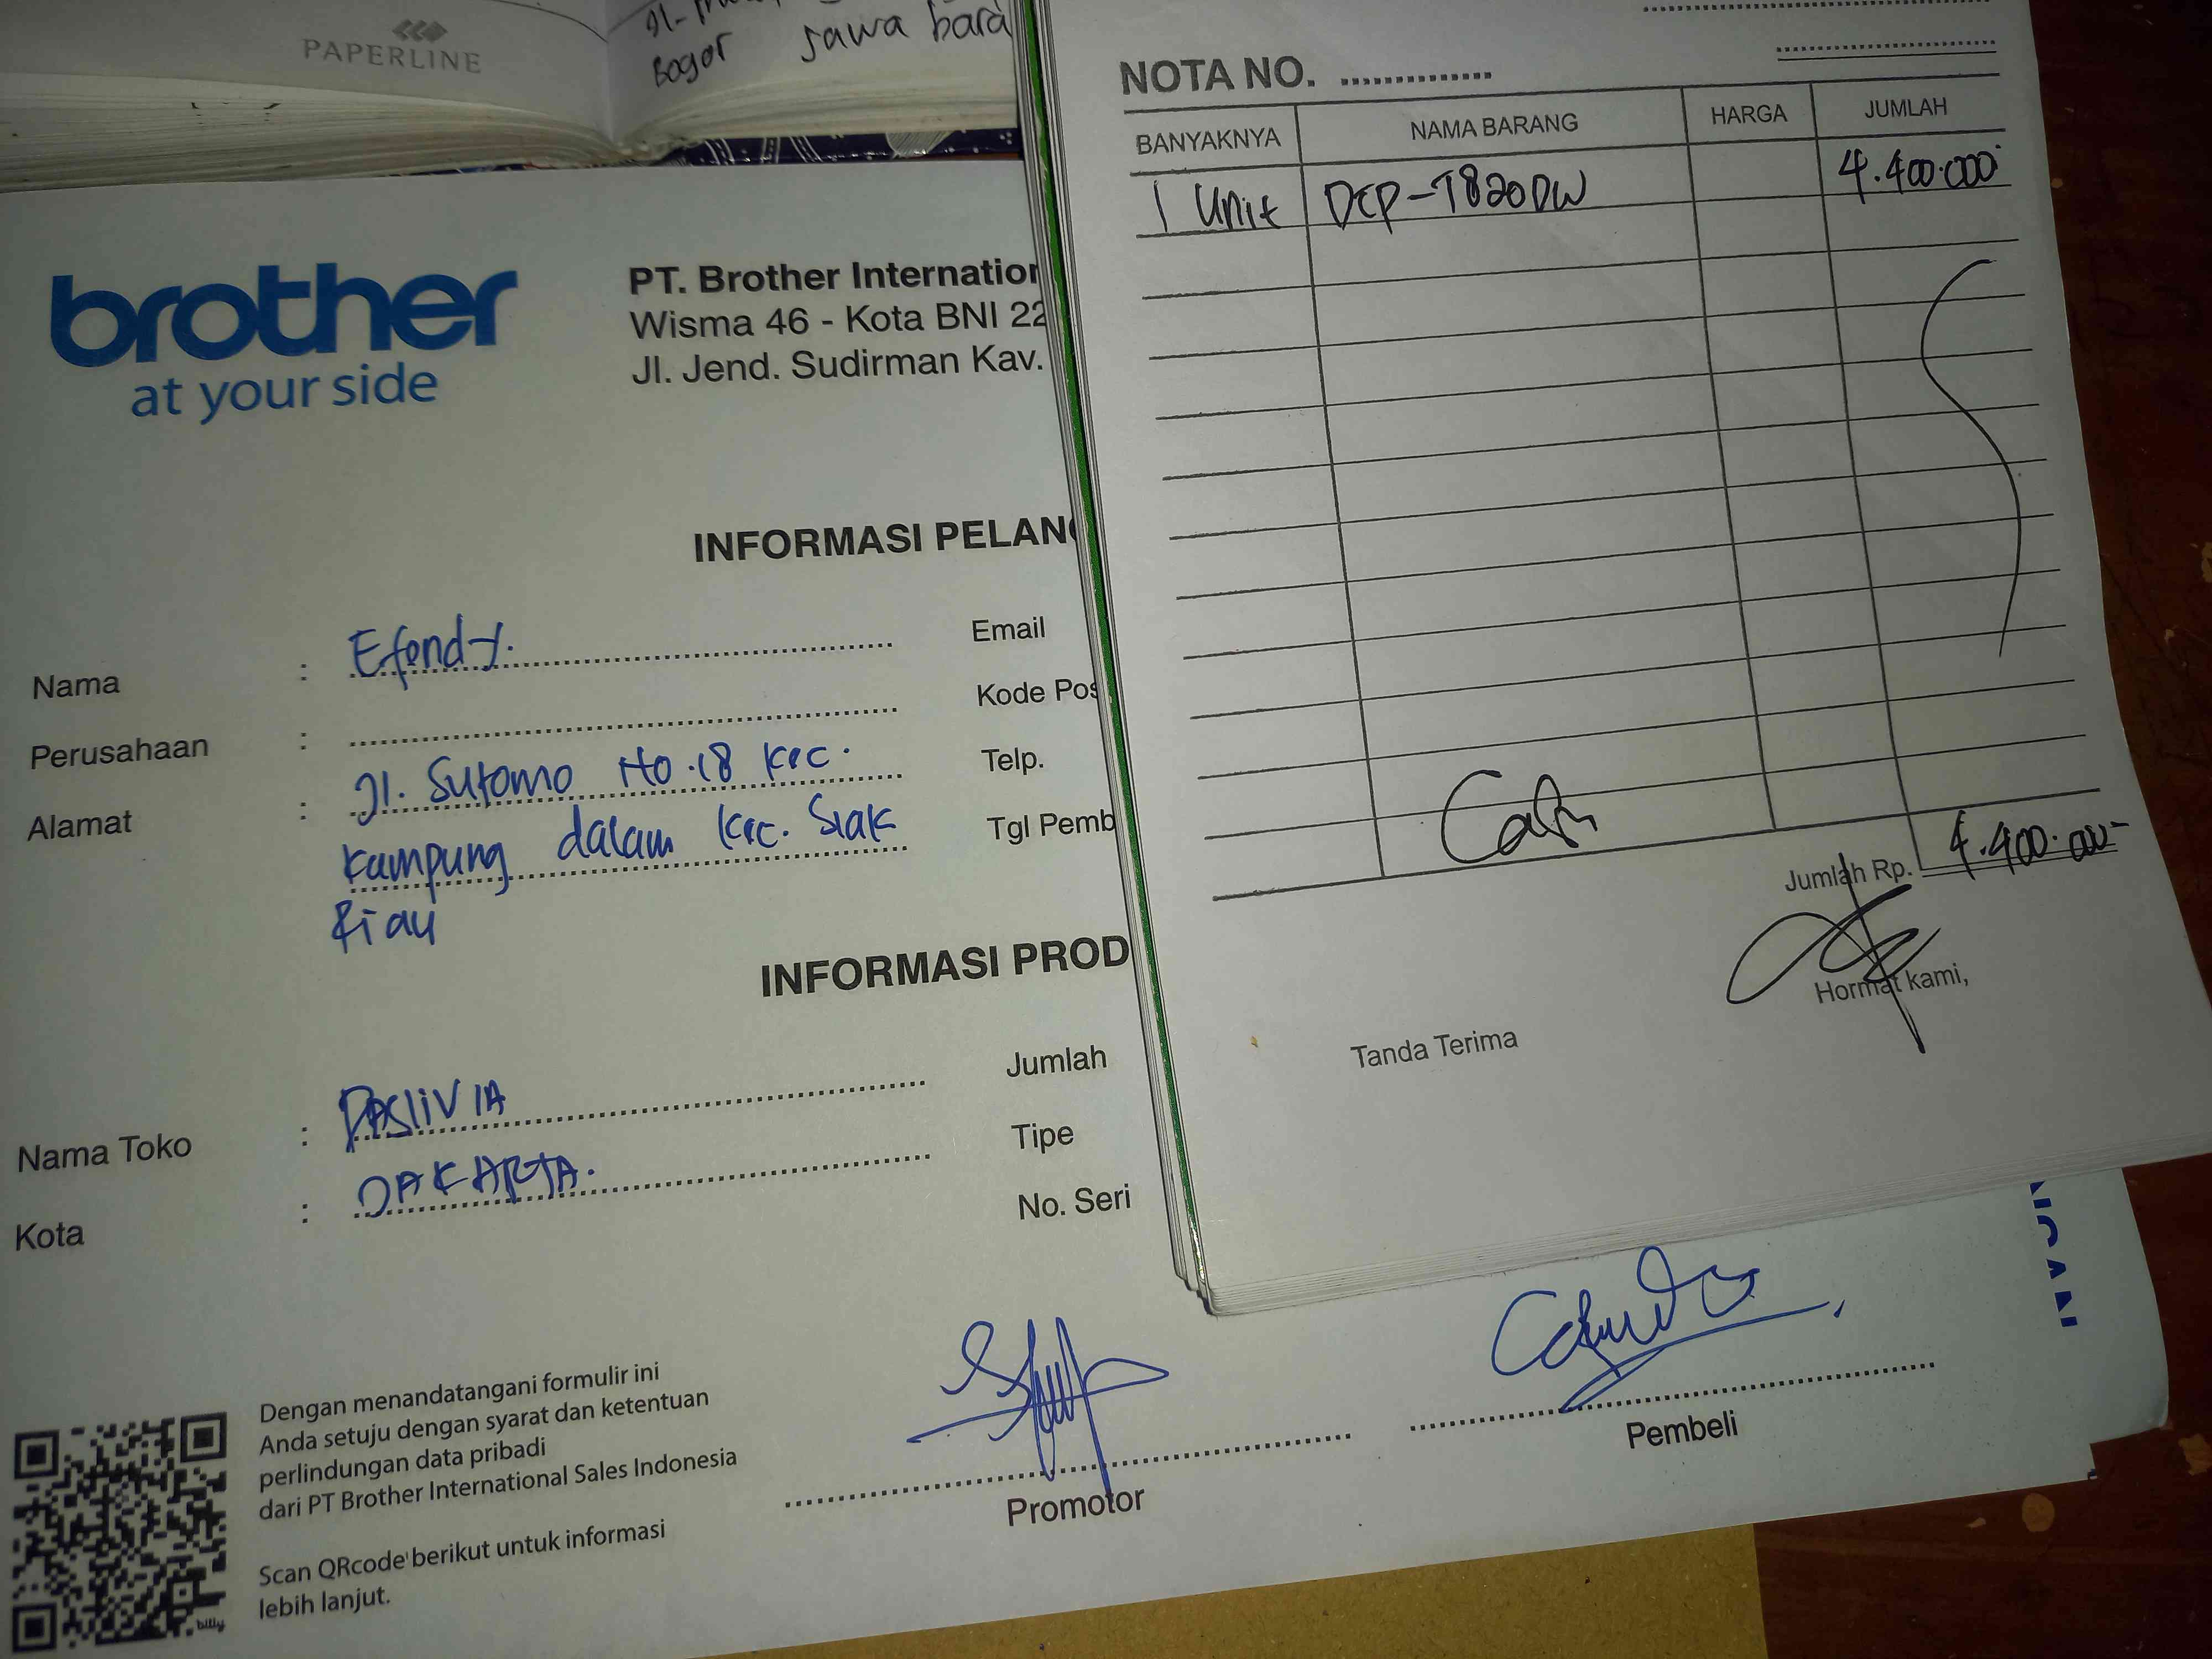 PAPERLINE
Bogor Jawa bara
brother
at your side
PT. Brother Internation
Wisma 46 - Kota BNI 22
Jl. Jend. Sudirman Kav.
INFORMASI PELANG
Nama : Efendy.
Perusahaan :
Alamat : Jl. Sutomo No.18 Kec.
Kampung dalam Kec. Siak
Riau
Email
Kode Pos
Telp.
Tgl Pemb
INFORMASI PROD
Nama Toko : PASLIVIA
Kota : JAKARTA.
Jumlah
Tipe
No. Seri
Dengan menandatangani formulir ini
Anda setuju dengan syarat dan ketentuan
perlindungan data pribadi
dari PT Brother International Sales Indonesia
Scan QRcode berikut untuk informasi
lebih lanjut.
billy
Promotor
Pembeli
NOTA NO.
BANYAKNYA NAMA BARANG HARGA JUMLAH
1 Unit DCP-T820DW 4.400.000
Cash
Jumlah Rp. 4.400.000
Tanda Terima
Hormat kami,